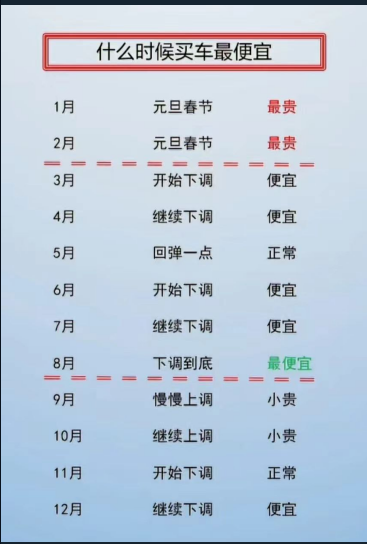 什么时候买车最便宜
1月 元旦春节 最贵
2月 元旦春节 最贵
3月 开始下调 便宜
4月 继续下调 便宜
5月 回弹一点 正常
6月 开始下调 便宜
7月 继续下调 便宜
8月 下调到底 最便宜
9月 慢慢上调 小贵
10月 继续上调 小贵
11月 开始下调 正常
12月 继续下调 便宜